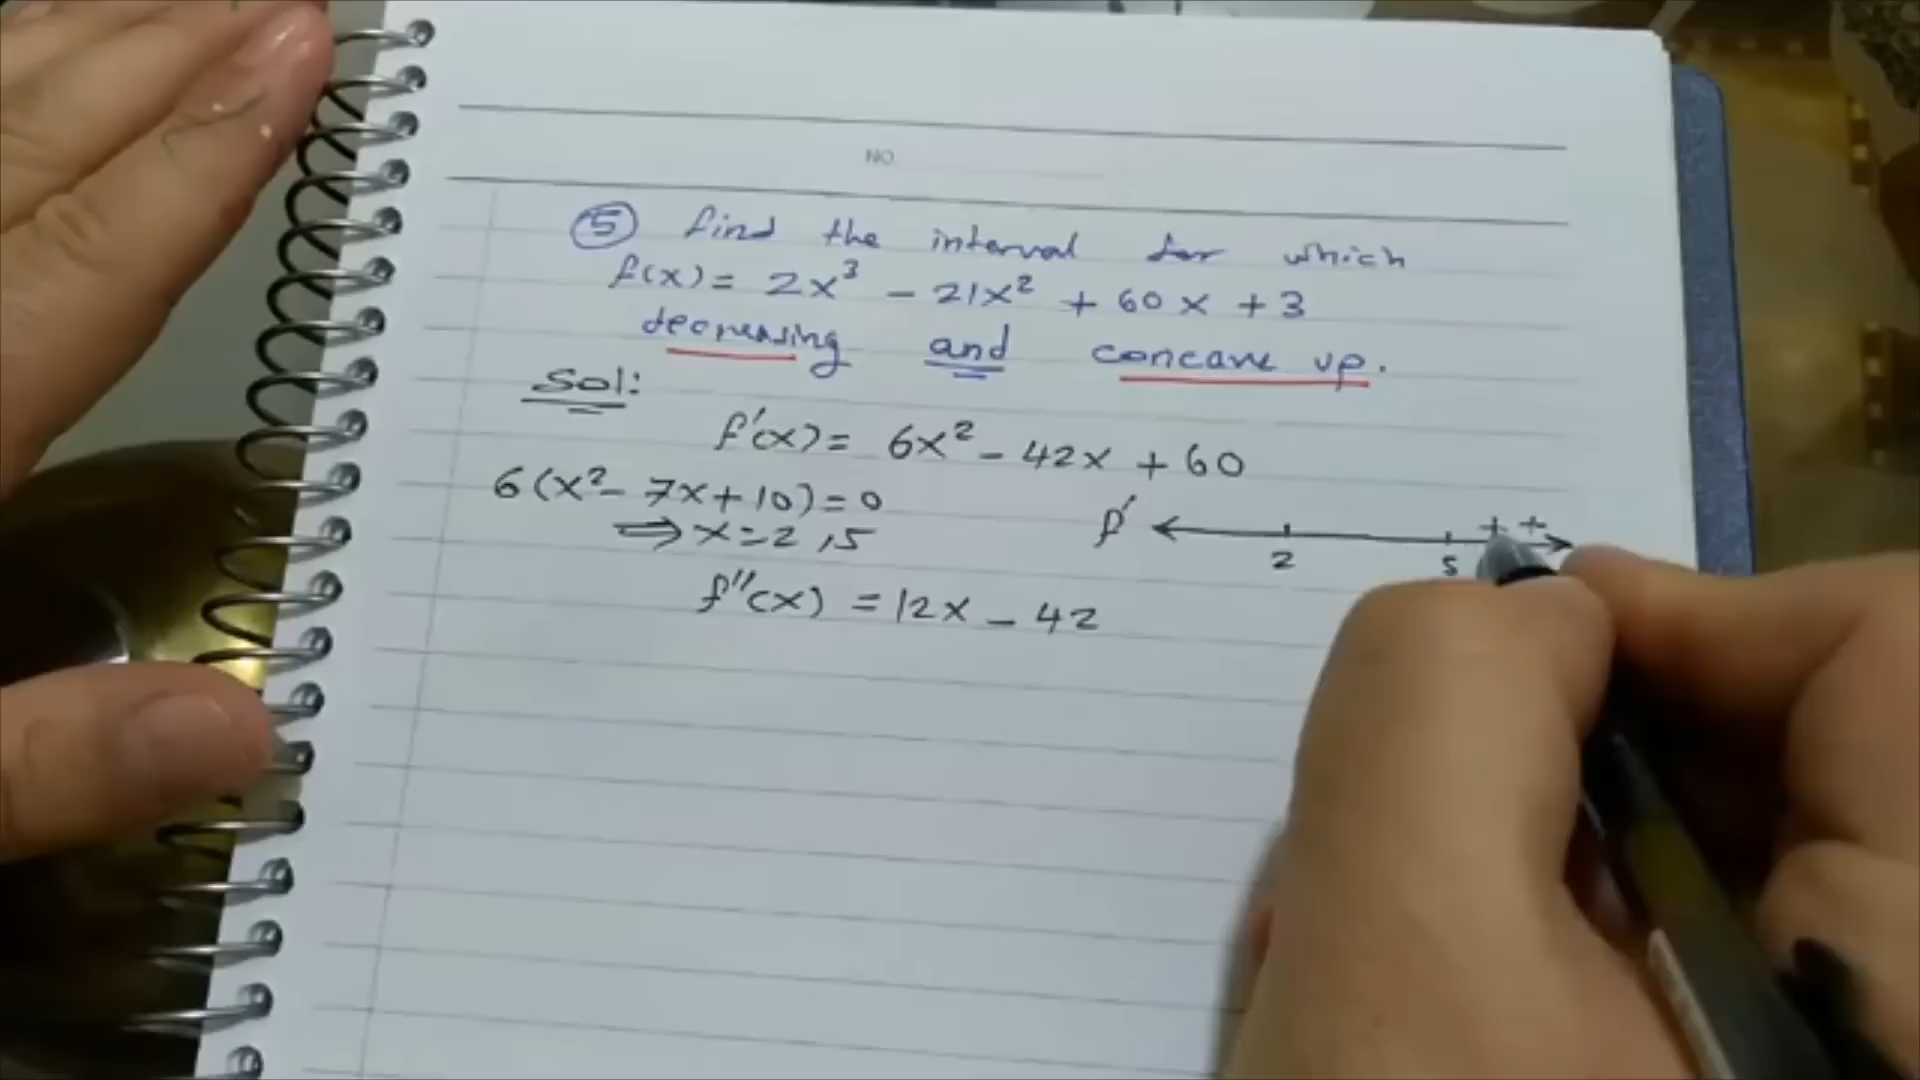 NO
⑤ find the interval for which
f(x) = 2x³ - 21x² + 60x + 3
decreasing and concave up.
Sol:
f'(x) = 6x² - 42x + 60
6(x² - 7x + 10) = 0
⇒ x = 2, 5
f' + +
2 5
f''(x) = 12x - 42